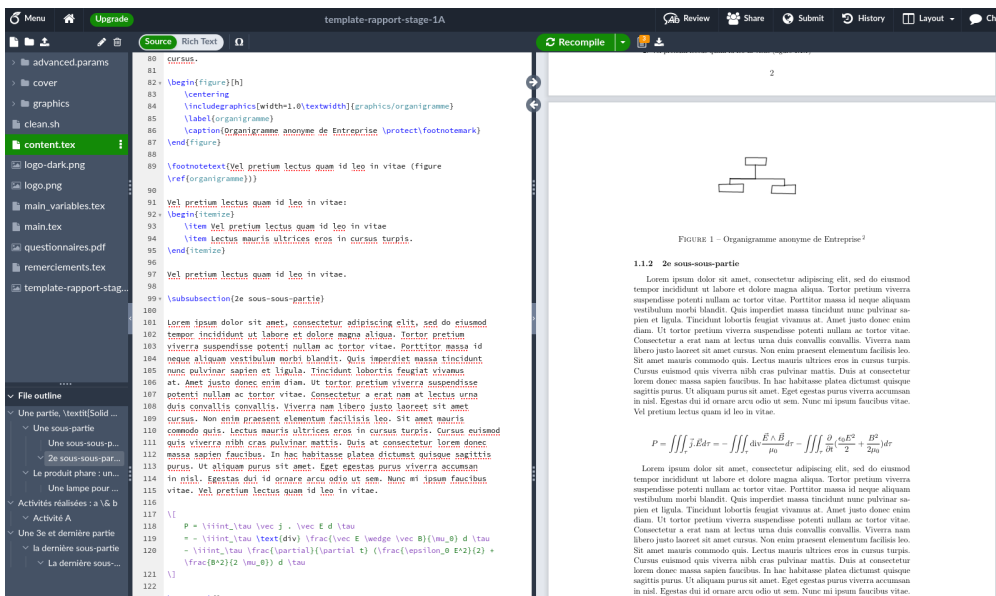 Menu
Upgrade
template-rapport-stage-1A
Review
Share
Submit
History
Layout
Ch
Source
Rich Text
Ω
Recompile
advanced.params
cover
graphics
clean.sh
content.tex
logo-dark.png
logo.png
main_variables.tex
main.tex
questionnaires.pdf
remerciements.tex
template-rapport-stag...
File outline
Une partie, \textit{Solid ...
Une sous-partie
Une sous-sous-p...
2e sous-sous-par...
Le produit phare : un...
Une lampe pour ...
Activités réalisées : a \& b
Activité A
Une 3e et dernière partie
la dernière sous-partie
La dernière sous-...
80 cursus.
81
82 \begin{figure}[h]
83 \centering
84 \includegraphics[width=1.0\textwidth]{graphics/organigramme}
85 \label{organigramme}
86 \caption{Organigramme anonyme de Entreprise \protect\footnotemark}
87 \end{figure}
88
89 \footnotetext{Vel pretium lectus quam id leo in vitae (figure
\ref{organigramme})}
90
91 Vel pretium lectus quam id leo in vitae:
92 \begin{itemize}
93 \item Vel pretium lectus quam id leo in vitae
94 \item Lectus mauris ultrices eros in cursus turpis.
95 \end{itemize}
96
97 Vel pretium lectus quam id leo in vitae.
98
99 \subsubsection{2e sous-sous-partie}
100
101 Lorem ipsum dolor sit amet, consectetur adipiscing elit, sed do eiusmod
102 tempor incididunt ut labore et dolore magna aliqua. Tortor pretium
103 viverra suspendisse potenti nullam ac tortor vitae. Porttitor massa id
104 neque aliquam vestibulum morbi blandit. Quis imperdiet massa tincidunt
105 nunc pulvinar sapien et ligula. Tincidunt lobortis feugiat vivamus
106 at. Amet justo donec enim diam. Ut tortor pretium viverra suspendisse
107 potenti nullam ac tortor vitae. Consectetur a erat nam at lectus urna
108 duis convallis convallis. Viverra nam libero justo laoreet sit amet
109 cursus. Non enim praesent elementum facilisis leo. Sit amet mauris
110 commodo quis. Lectus mauris ultrices eros in cursus turpis. Cursus euismod
111 quis viverra nibh cras pulvinar mattis. Duis at consectetur lorem donec
112 massa sapien faucibus. In hac habitasse platea dictumst quisque sagittis
113 purus. Ut aliquam purus sit amet. Eget egestas purus viverra accumsan
114 in nisl. Egestas dui id ornare arcu odio ut sem. Nunc mi ipsum faucibus
115 vitae. Vel pretium lectus quam id leo in vitae.
116
117 \[
118 P = \iiint_\tau \vec j . \vec E d \tau
119 = - \iiint_\tau \text{div} \frac{\vec E \wedge \vec B}{\mu_0} d \tau
120 - \iiint_\tau \frac{\partial}{\partial t} (\frac{\epsilon_0 E^2}{2} +
\frac{B^2}{2 \mu_0}) d \tau
121 \]
122
2
FIGURE 1 – Organigramme anonyme de Entreprise ²
1.1.2 2e sous-sous-partie
Lorem ipsum dolor sit amet, consectetur adipiscing elit, sed do eiusmod
tempor incididunt ut labore et dolore magna aliqua. Tortor pretium viverra
suspendisse potenti nullam ac tortor vitae. Porttitor massa id neque aliquam
vestibulum morbi blandit. Quis imperdiet massa tincidunt nunc pulvinar sa-
pien et ligula. Tincidunt lobortis feugiat vivamus at. Amet justo donec enim
diam. Ut tortor pretium viverra suspendisse potenti nullam ac tortor vitae.
Consectetur a erat nam at lectus urna duis convallis convallis. Viverra nam
libero justo laoreet sit amet cursus. Non enim praesent elementum facilisis leo.
Sit amet mauris commodo quis. Lectus mauris ultrices eros in cursus turpis.
Cursus euismod quis viverra nibh cras pulvinar mattis. Duis at consectetur
lorem donec massa sapien faucibus. In hac habitasse platea dictumst quisque
sagittis purus. Ut aliquam purus sit amet. Eget egestas purus viverra accumsan
in nisl. Egestas dui id ornare arcu odio ut sem. Nunc mi ipsum faucibus vitae.
Vel pretium lectus quam id leo in vitae.
P = ∭τ j⃗.E⃗dτ = − ∭τ div (E⃗ ∧ B⃗)/μ0 dτ − ∭τ ∂/∂t (ϵ0E²/2 + B²/2μ0)dτ
Lorem ipsum dolor sit amet, consectetur adipiscing elit, sed do eiusmod
tempor incididunt ut labore et dolore magna aliqua. Tortor pretium viverra
suspendisse potenti nullam ac tortor vitae. Porttitor massa id neque aliquam
vestibulum morbi blandit. Quis imperdiet massa tincidunt nunc pulvinar sa-
pien et ligula. Tincidunt lobortis feugiat vivamus at. Amet justo donec enim
diam. Ut tortor pretium viverra suspendisse potenti nullam ac tortor vitae.
Consectetur a erat nam at lectus urna duis convallis convallis. Viverra nam
libero justo laoreet sit amet cursus. Non enim praesent elementum facilisis leo.
Sit amet mauris commodo quis. Lectus mauris ultrices eros in cursus turpis.
Cursus euismod quis viverra nibh cras pulvinar mattis. Duis at consectetur
lorem donec massa sapien faucibus. In hac habitasse platea dictumst quisque
sagittis purus. Ut aliquam purus sit amet. Eget egestas purus viverra accumsan
in nisl. Egestas dui id ornare arcu odio ut sem. Nunc mi ipsum faucibus vitae.